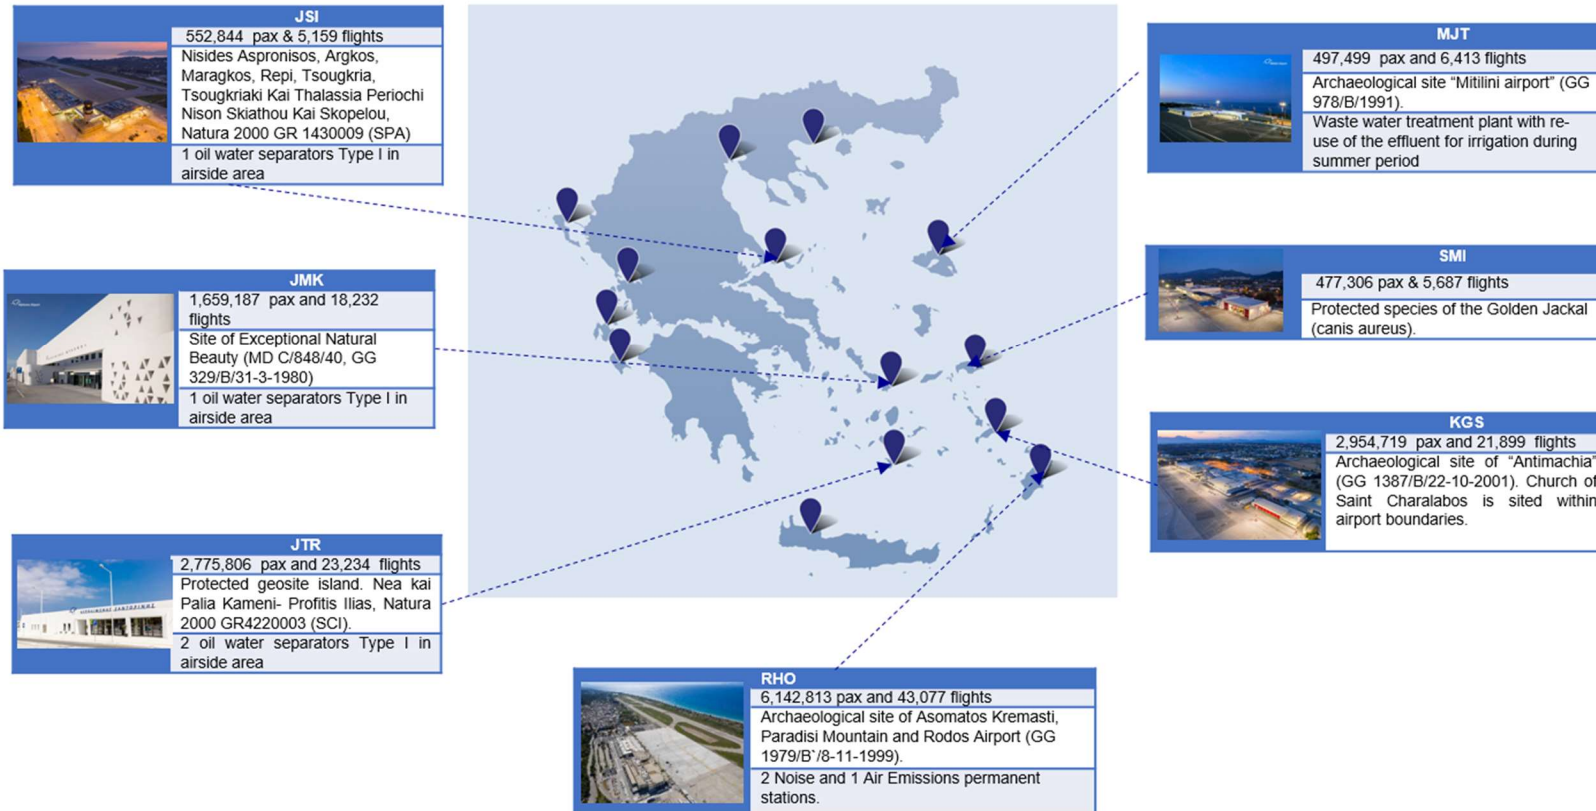 JSI
552,844 pax & 5,159 flights
Nisides Aspronisos, Argkos,
Maragkos, Repi, Tsougkria,
Tsougkriaki Kai Thalassia Periochi
Nison Skiathou Kai Skopelou,
Natura 2000 GR 1430009 (SPA)
1 oil water separators Type I in
airside area
JMK
1,659,187 pax and 18,232
flights
Site of Exceptional Natural
Beauty (MD C/848/40, GG
329/B/31-3-1980)
1 oil water separators Type I in
airside area
JTR
2,775,806 pax and 23,234 flights
Protected geosite island. Nea kai
Palia Kameni- Profitis Ilias, Natura
2000 GR4220003 (SCI).
2 oil water separators Type I in
airside area
RHO
6,142,813 pax and 43,077 flights
Archaeological site of Asomatos Kremasti,
Paradisi Mountain and Rodos Airport (GG
1979/B`/8-11-1999).
2 Noise and 1 Air Emissions permanent
stations.
MJT
497,499 pax and 6,413 flights
Archaeological site “Mitilini airport” (GG
978/B/1991).
Waste water treatment plant with re-
use of the effluent for irrigation during
summer period
SMI
477,306 pax & 5,687 flights
Protected species of the Golden Jackal
(canis aureus).
KGS
2,954,719 pax and 21,899 flights
Archaeological site of “Antimachia”
(GG 1387/B/22-10-2001). Church of
Saint Charalabos is sited within
airport boundaries.